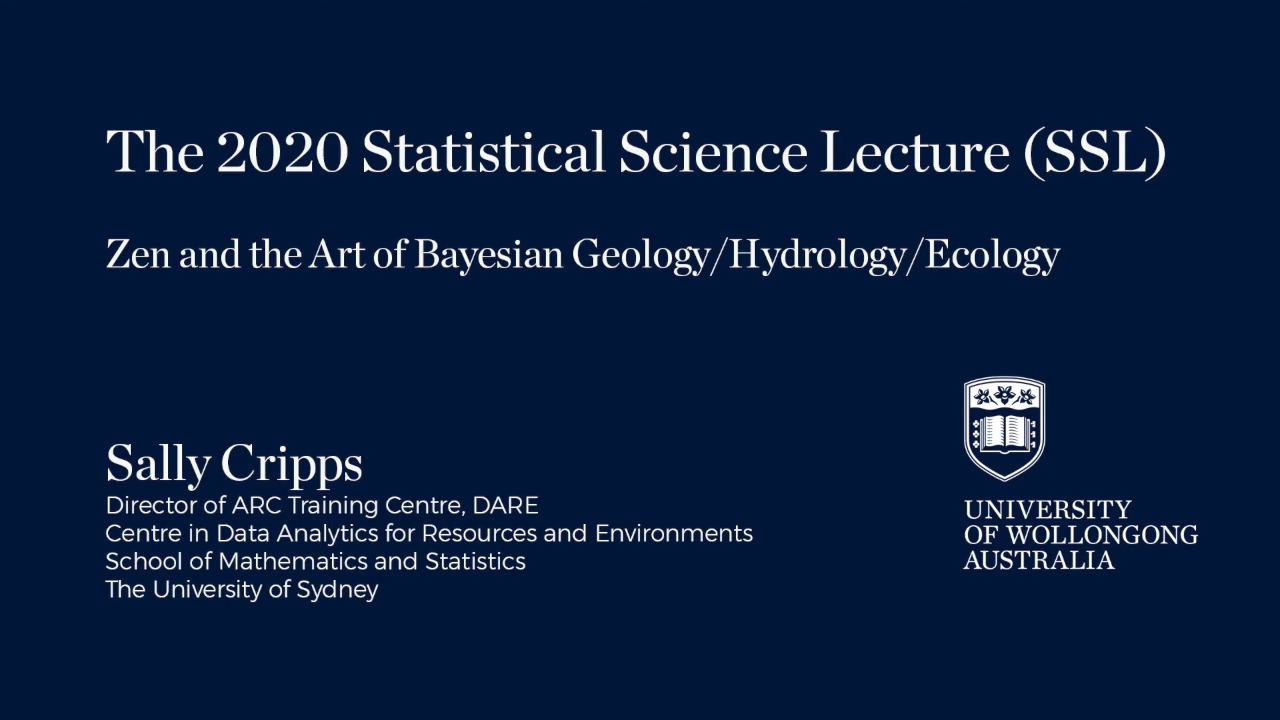 The 2020 Statistical Science Lecture (SSL)
Zen and the Art of Bayesian Geology/Hydrology/Ecology
Sally Cripps
Director of ARC Training Centre, DARE
Centre in Data Analytics for Resources and Environments
School of Mathematics and Statistics
The University of Sydney
UNIVERSITY
OF WOLLONGONG
AUSTRALIA